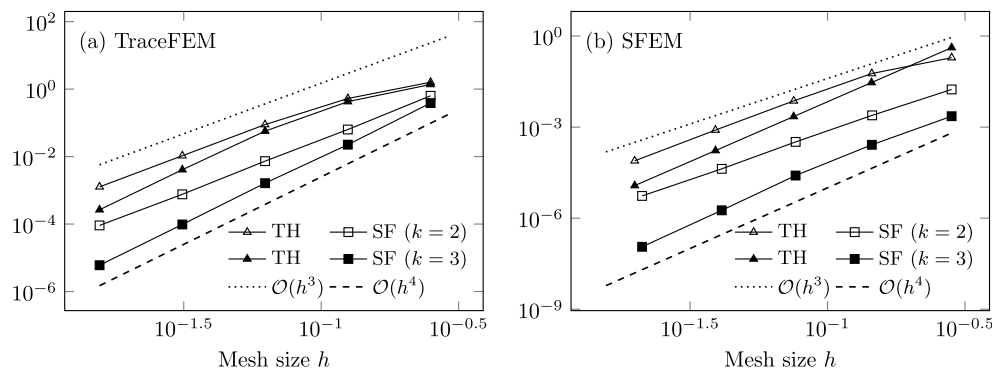 (a) TraceFEM
10^2
10^0
10^−2
10^−4
10^−6
TH SF (k = 2)
TH SF (k = 3)
O(h^3) O(h^4)
10^−1.5 10^−1 10^−0.5
Mesh size h
(b) SFEM
10^0
10^−3
10^−6
10^−9
TH SF (k = 2)
TH SF (k = 3)
O(h^3) O(h^4)
10^−1.5 10^−1 10^−0.5
Mesh size h